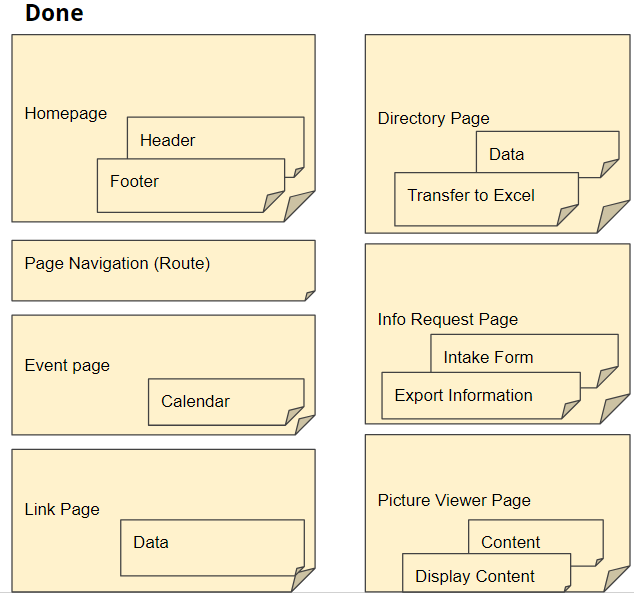 Done
Homepage
Header
Footer
Page Navigation (Route)
Event page
Calendar
Link Page
Data
Directory Page
Data
Transfer to Excel
Info Request Page
Intake Form
Export Information
Picture Viewer Page
Content
Display Content